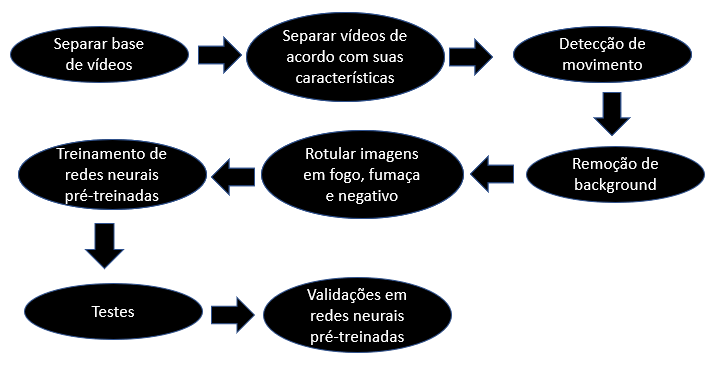 Separar base
de vídeos
Separar vídeos de
acordo com suas
características
Detecção de
movimento
Remoção de
background
Rotular imagens
em fogo, fumaça
e negativo
Treinamento de
redes neurais
pré-treinadas
Testes
Validações em
redes neurais
pré-treinadas